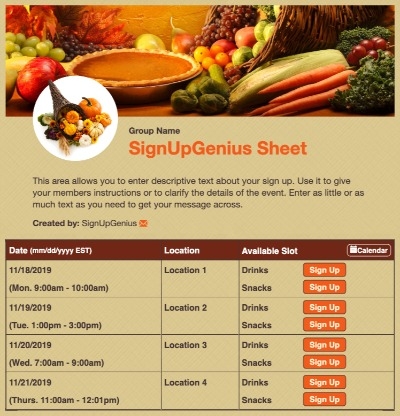 Group Name
SignUpGenius Sheet
This area allows you to enter descriptive text about your sign up. Use it to give
your members instructions or to clarify the details of the event. Enter as little or as
much text as you need to get your message across.
Created by: SignUpGenius
Date (mm/dd/yyyy EST) Location Available Slot Calendar
11/18/2019 Location 1 Drinks Sign Up
(Mon. 9:00am - 10:00am) Snacks Sign Up
11/19/2019 Location 2 Drinks Sign Up
(Tue. 1:00pm - 3:00pm) Snacks Sign Up
11/20/2019 Location 3 Drinks Sign Up
(Wed. 7:00am - 9:00am) Snacks Sign Up
11/21/2019 Location 4 Drinks Sign Up
(Thurs. 11:00am - 12:01pm) Snacks Sign Up